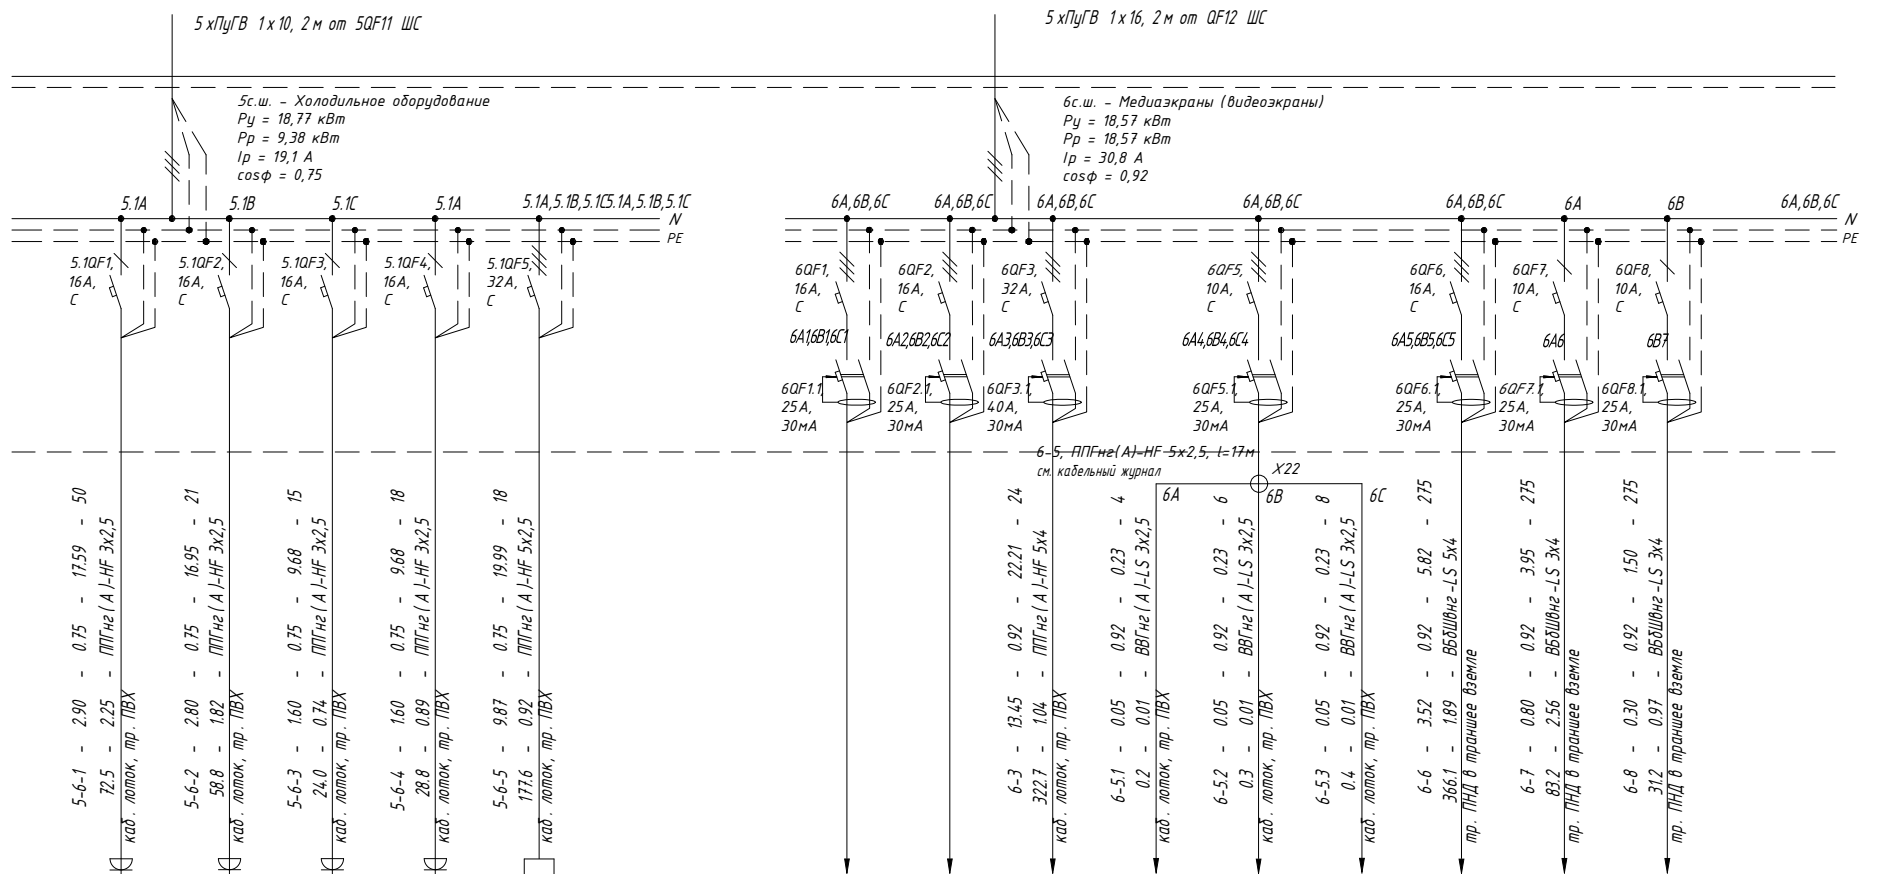 5 хПуГВ 1 x 10, 2 м от 5QF11 ШС
5с.ш. - Холодильное оборудование
Ру = 18,77 кВт
Рр = 9,38 кВт
Iр = 19,1 А
cosφ = 0,75
5.1A
5.1B
5.1C
5.1A
5.1A,5.1B,5.1C
5.1A,5.1B,5.1C
N
PE
5.1QF1,
16А,
С
5.1QF2,
16А,
С
5.1QF3,
16А,
С
5.1QF4,
16А,
С
5.1QF5,
32А,
С
5-6-1 - 2.90 - 0.75 - 17.59 - 50
72.5 - 2.25 - ППГнг(А)-HF 3x2,5
каб. лоток, тр. ПВХ
5-6-2 - 2.80 - 0.75 - 16.95 - 21
58.8 - 1.82 - ППГнг(А)-HF 3x2,5
каб. лоток, тр. ПВХ
5-6-3 - 1.60 - 0.75 - 9.68 - 15
24.0 - 0.74 - ППГнг(А)-HF 3x2,5
каб. лоток, тр. ПВХ
5-6-4 - 1.60 - 0.75 - 9.68 - 18
28.8 - 0.89 - ППГнг(А)-HF 3x2,5
каб. лоток, тр. ПВХ
5-6-5 - 9.87 - 0.75 - 19.99 - 18
177.6 - 0.92 - ППГнг(А)-HF 5x2,5
каб. лоток, тр. ПВХ
5 хПуГВ 1 x 16, 2 м от QF12 ШС
6с.ш. - Медиаэкраны (видеоэкраны)
Ру = 18,57 кВт
Рр = 18,57 кВт
Iр = 30,8 А
cosφ = 0,92
6A,6B,6C
6A,6B,6C
6A,6B,6C
6A,6B,6C
6A,6B,6C
6A
6B
6A,6B,6C
N
PE
6QF1,
16А,
С
6QF2,
16А,
С
6QF3,
32А,
С
6QF5,
10А,
С
6QF6,
16А,
С
6QF7,
10А,
С
6QF8,
10А,
С
6A1,6B1,6C1
6A2,6B2,6C2
6A3,6B3,6C3
6A4,6B4,6C4
6A5,6B5,6C5
6A6
6B7
6QF1.1,
25А,
30мА
6QF2.1,
25А,
30мА
6QF3.1,
40А,
30мА
6QF5.1,
25А,
30мА
6QF6.1,
25А,
30мА
6QF7.1,
25А,
30мА
6QF8.1,
25А,
30мА
6-5, ППГнг(А)-HF 5x2,5, l=17м
см. кабельный журнал
X22
6A
6B
6C
6-3 - 13.45 - 0.92 - 22.21 - 24
322.7 - 1.04 - ППГнг(А)-HF 5x4
каб. лоток, тр. ПВХ
6-5.1 - 0.05 - 0.92 - 0.23 - 4
0.2 - 0.01 - ВВГнг(А)-LS 3x2,5
каб. лоток, тр. ПВХ
6-5.2 - 0.05 - 0.92 - 0.23 - 6
0.3 - 0.01 - ВВГнг(А)-LS 3x2,5
каб. лоток, тр. ПВХ
6-5.3 - 0.05 - 0.92 - 0.23 - 8
0.4 - 0.01 - ВВГнг(А)-LS 3x2,5
каб. лоток, тр. ПВХ
6-6 - 3.52 - 0.92 - 5.82 - 275
366.1 - 1.89 - ВБбШвнг-LS 5x4
тр. ПНД в траншее вземле
6-7 - 0.80 - 0.92 - 3.95 - 275
83.2 - 2.56 - ВБбШвнг-LS 3x4
тр. ПНД в траншее вземле
6-8 - 0.30 - 0.92 - 1.50 - 275
31.2 - 0.97 - ВБбШвнг-LS 3x4
тр. ПНД в траншее вземле